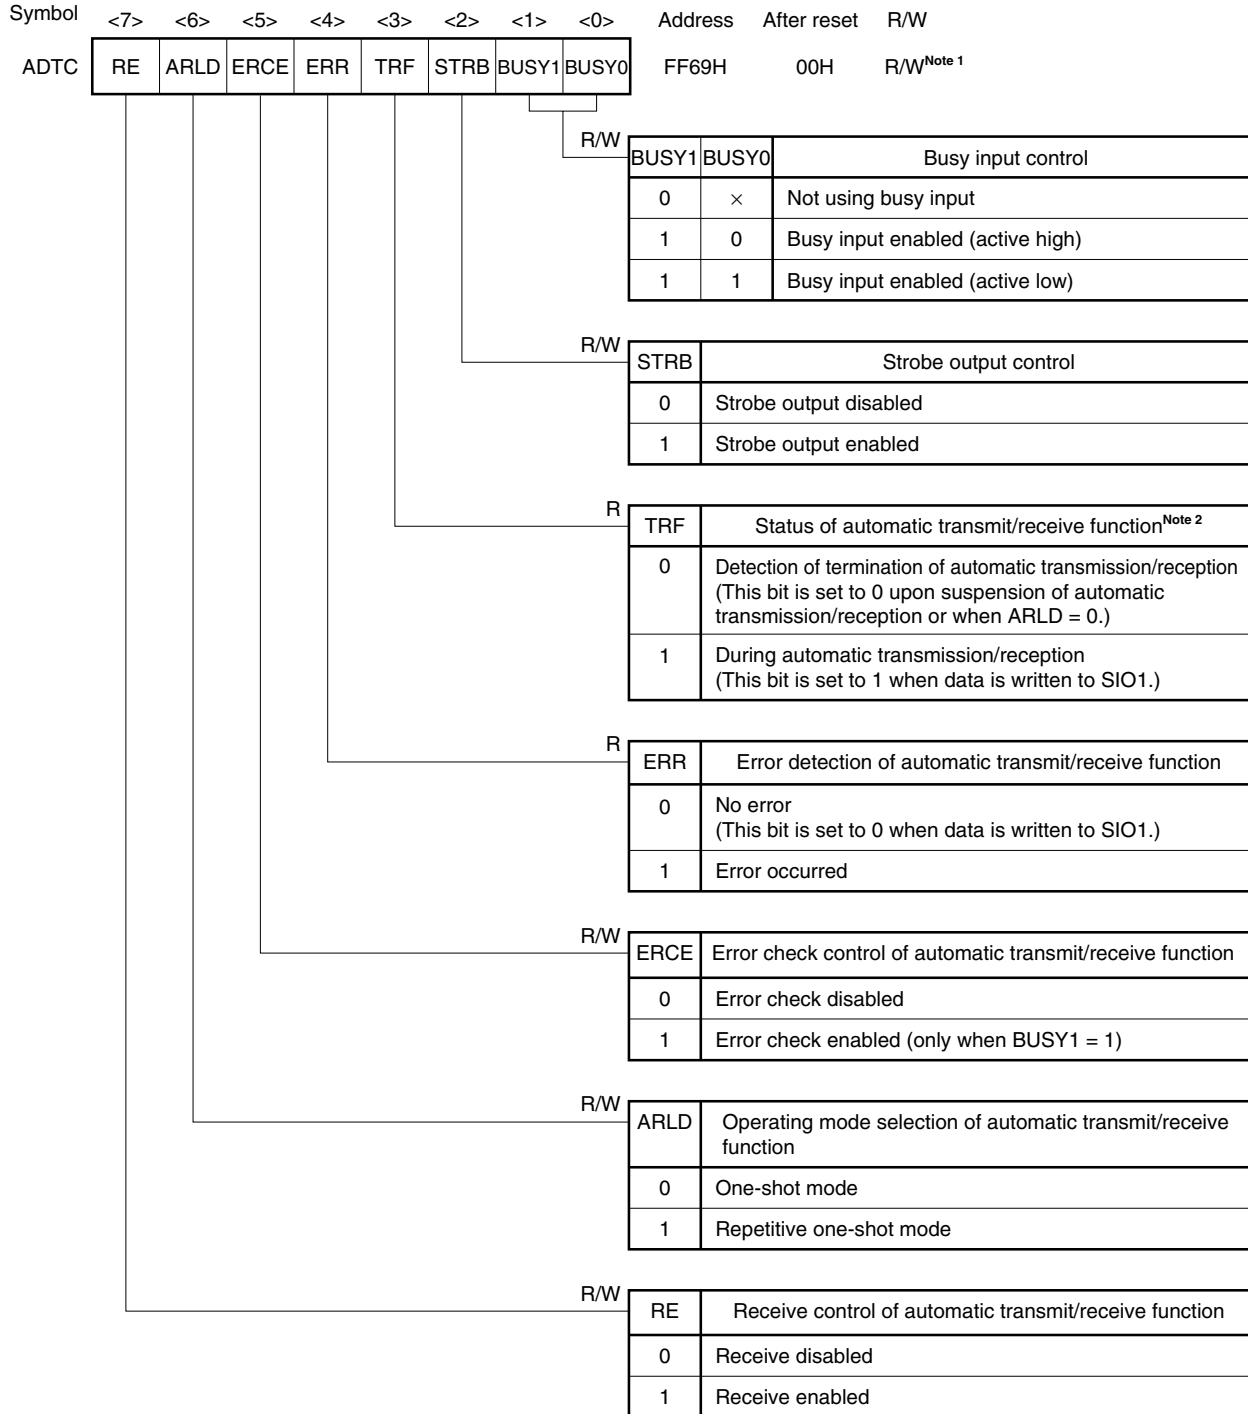 Symbol <7> <6> <5> <4> <3> <2> <1> <0> Address After reset R/W
ADTC RE ARLD ERCE ERR TRF STRB BUSY1 BUSY0 FF69H 00H R/W Note 1
R/W
BUSY1 BUSY0 Busy input control
0 × Not using busy input
1 0 Busy input enabled (active high)
1 1 Busy input enabled (active low)
R/W
STRB Strobe output control
0 Strobe output disabled
1 Strobe output enabled
R
TRF Status of automatic transmit/receive function Note 2
0 Detection of termination of automatic transmission/reception
(This bit is set to 0 upon suspension of automatic
transmission/reception or when ARLD = 0.)
1 During automatic transmission/reception
(This bit is set to 1 when data is written to SIO1.)
R
ERR Error detection of automatic transmit/receive function
0 No error
(This bit is set to 0 when data is written to SIO1.)
1 Error occurred
R/W
ERCE Error check control of automatic transmit/receive function
0 Error check disabled
1 Error check enabled (only when BUSY1 = 1)
R/W
ARLD Operating mode selection of automatic transmit/receive
function
0 One-shot mode
1 Repetitive one-shot mode
R/W
RE Receive control of automatic transmit/receive function
0 Receive disabled
1 Receive enabled